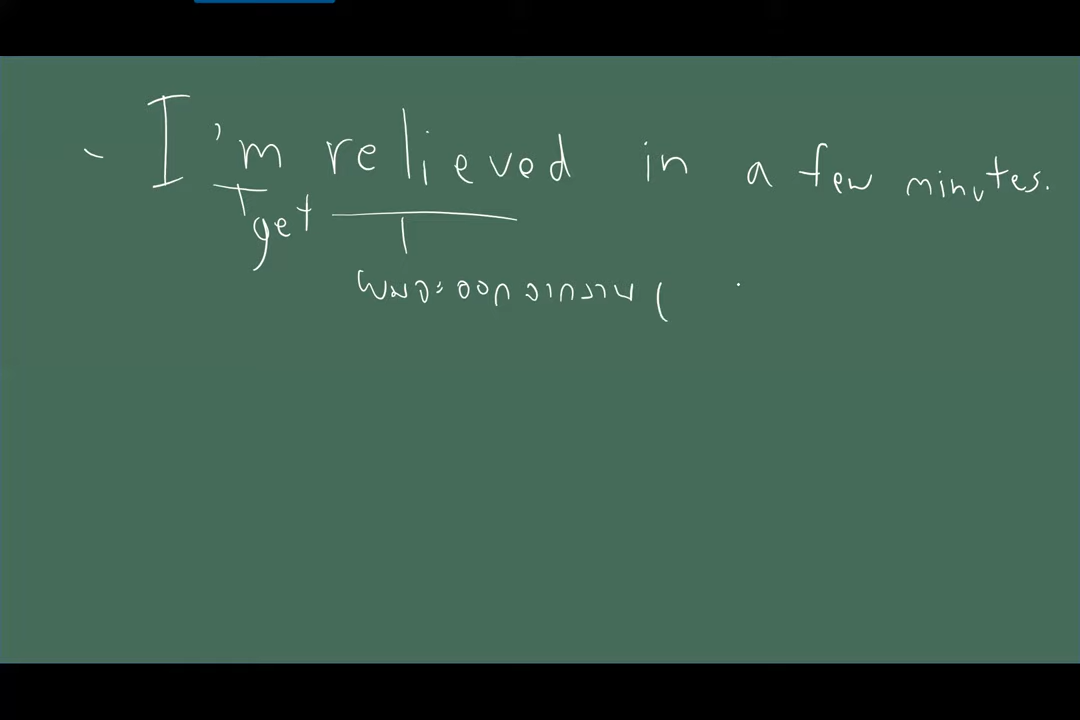 - I'm relieved in a few minutes.
get
ผมจะออกจากงาน (